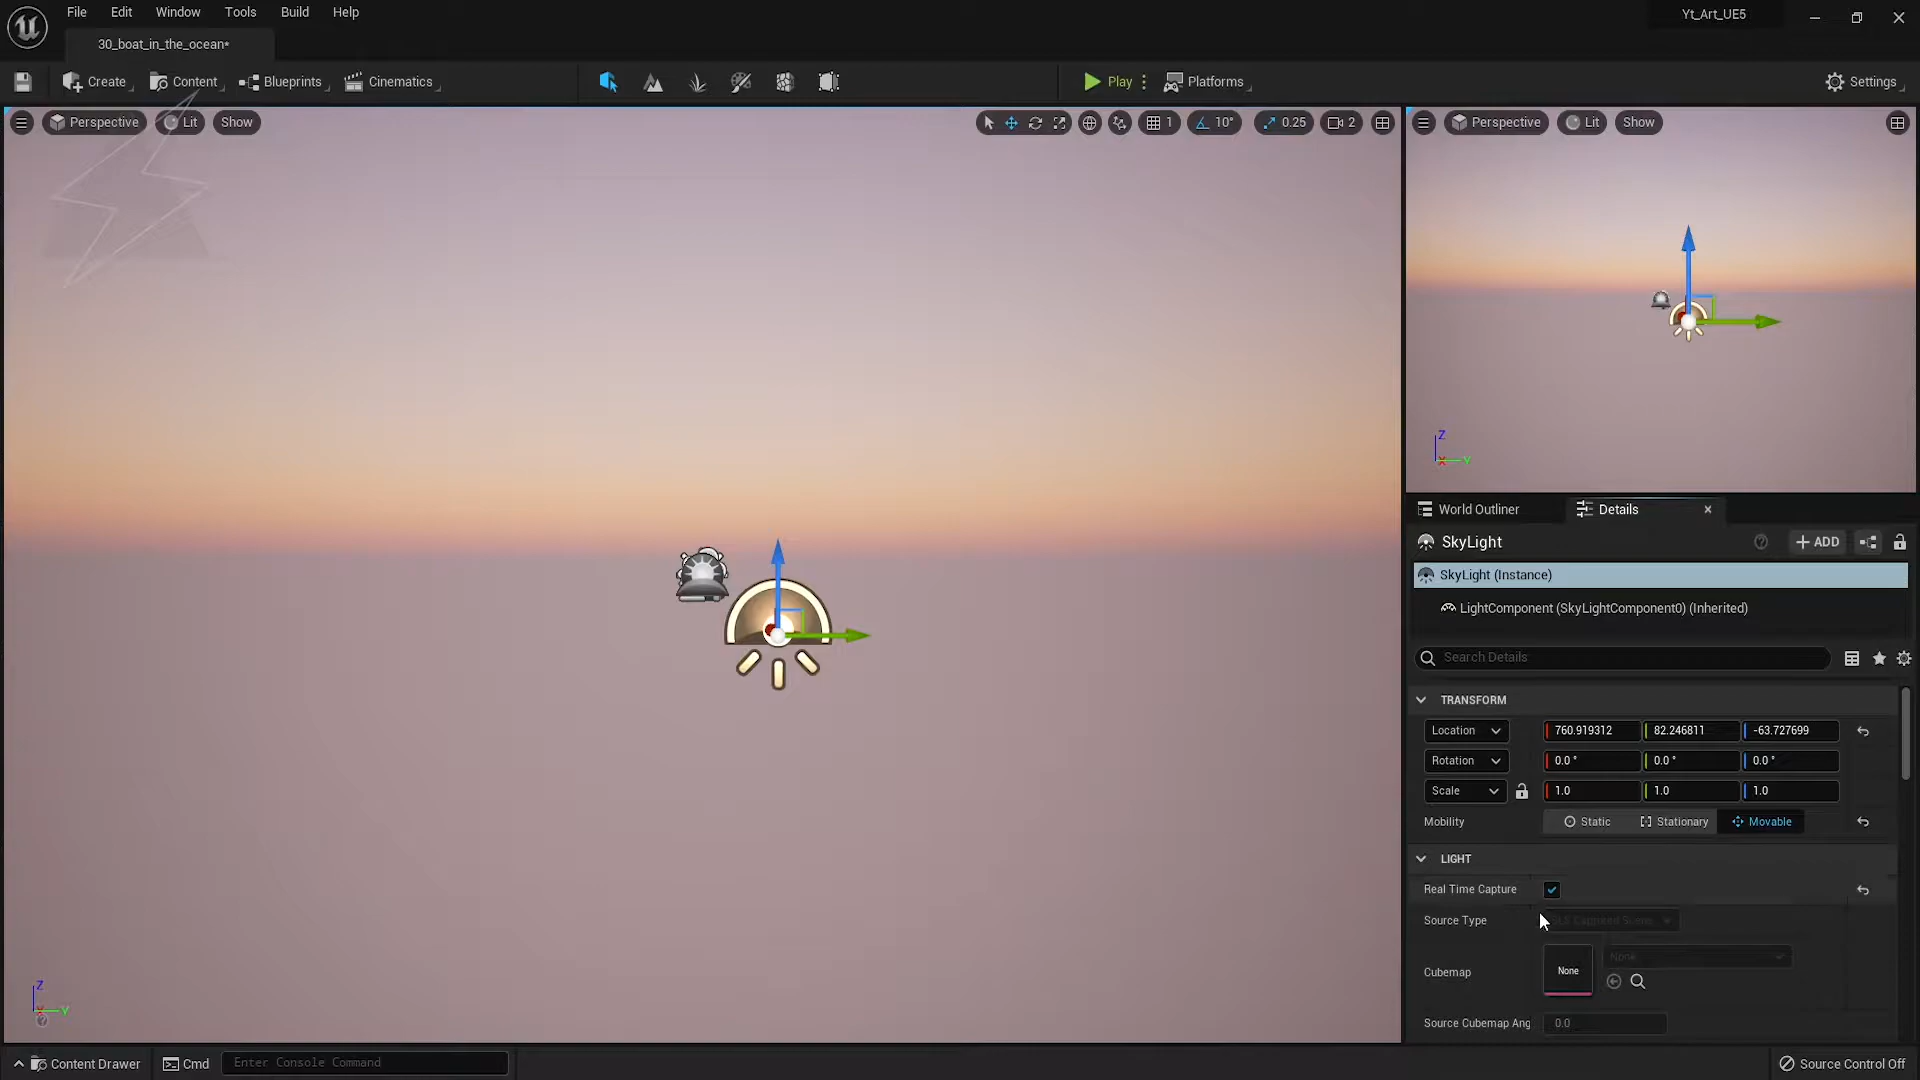 File Edit Window Tools Build Help
Yt_Art_UE5
30_boat_in_the_ocean*
Create Content Blueprints Cinematics Play Platforms Settings
Perspective Lit Show 1 10° 0.25 2
Perspective Lit Show
Z
Y
World Outliner Details
SkyLight ADD
SkyLight (Instance)
LightComponent (SkyLightComponent0) (Inherited)
Search Details
TRANSFORM
Location 760.919312 82.246811 -63.727699
Rotation 0.0 ° 0.0 ° 0.0 °
Scale 1.0 1.0 1.0
Mobility Static Stationary Movable
LIGHT
Real Time Capture
Source Type SLS Captured Scene
None
Cubemap None
Source Cubemap Ang 0.0
Z
X Y
Content Drawer Cmd Enter Console Command Source Control Off